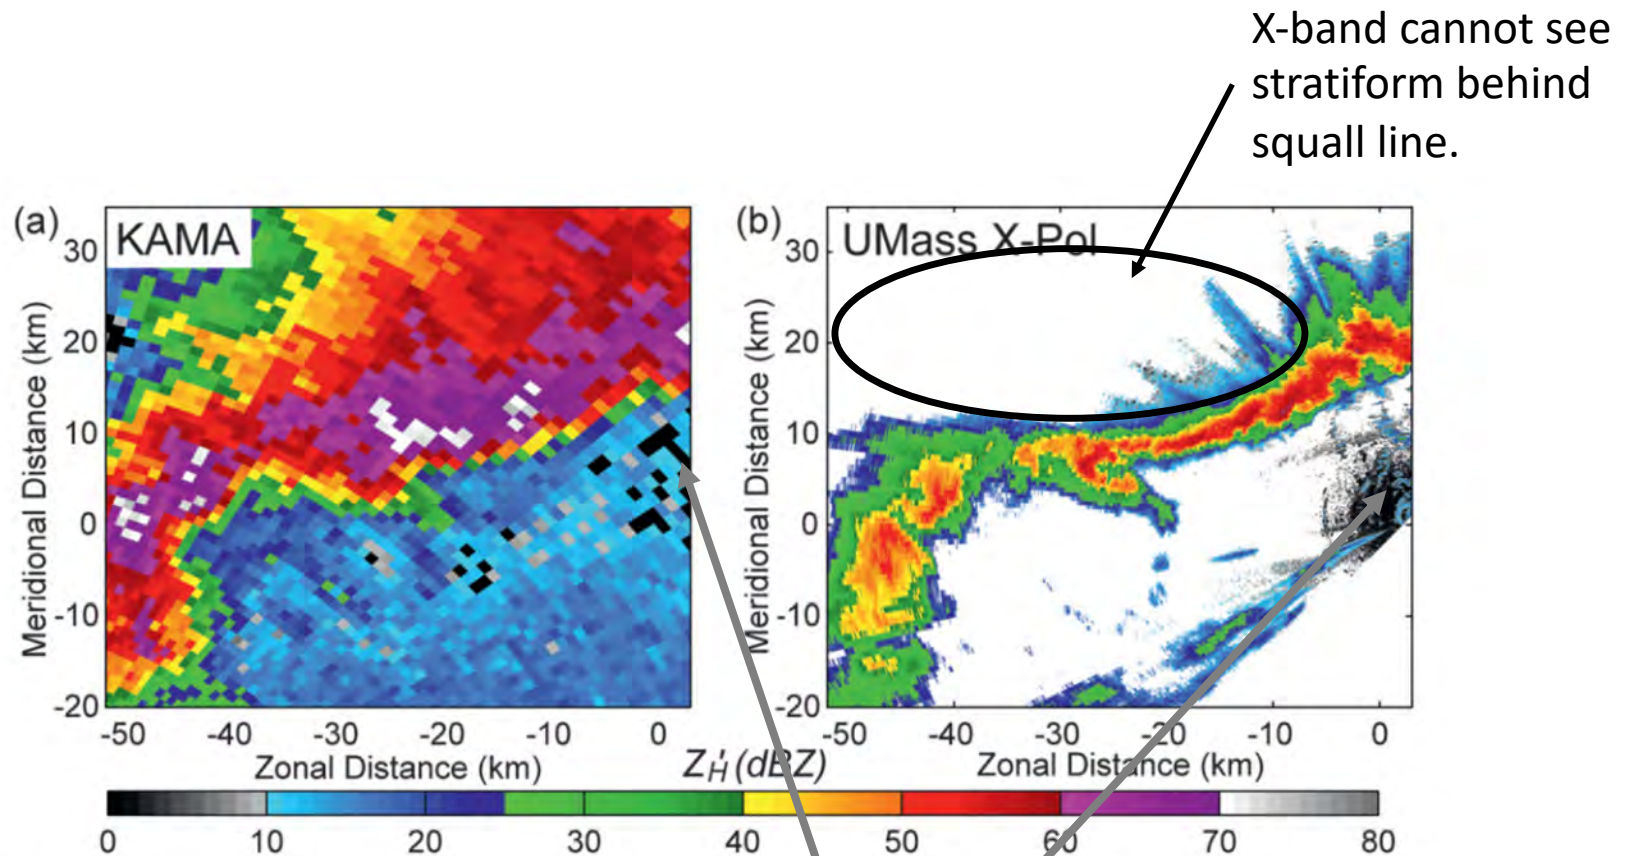 X-band cannot see
stratiform behind
squall line.
(a)
KAMA
(b)
UMass X-Pol
Meridional Distance (km)
30
20
10
0
-10
-20
Meridional Distance (km)
30
20
10
0
-10
-20
-50 -40 -30 -20 -10 0
-50 -40 -30 -20 -10 0
Zonal Distance (km)
Z'H (dBZ)
Zonal Distance (km)
0 10 20 30 40 50 60 70 80